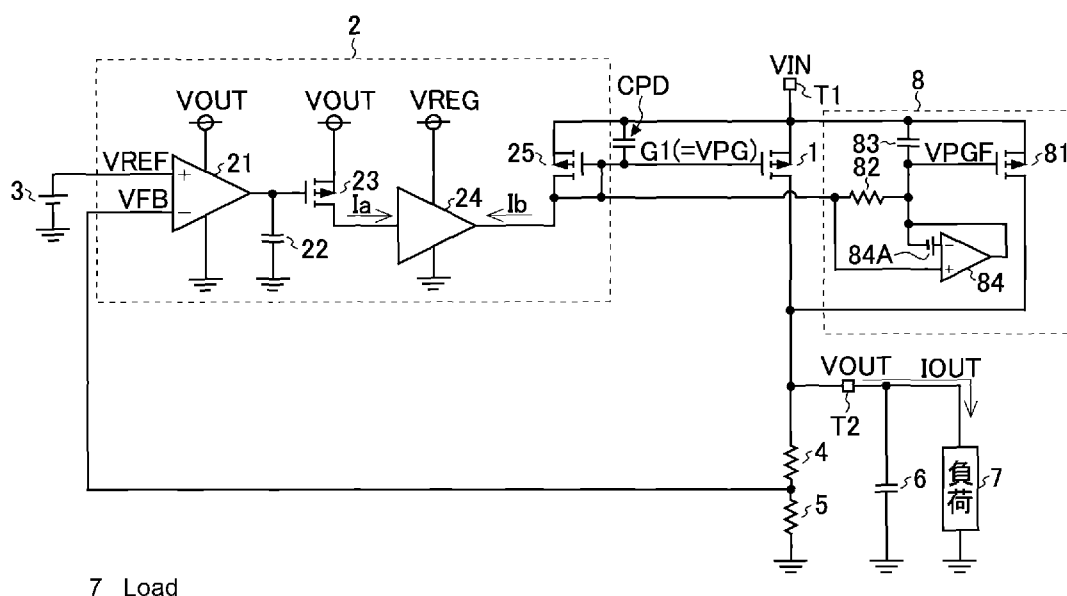 2
VIN
T1
8
CPD
VOUT
VOUT
VREG
VREF
21
25
G1(=VPG)
1
83
VPGF
81
3
VFB
23
24
82
Ia
Ib
22
84A
84
VOUT
IOUT
T2
4
6
負荷
7
5
7 Load